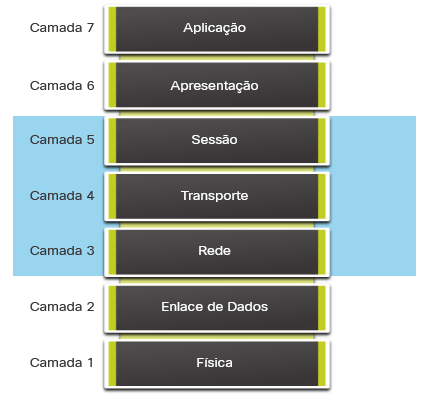 Camada 7 Aplicação
Camada 6 Apresentação
Camada 5 Sessão
Camada 4 Transporte
Camada 3 Rede
Camada 2 Enlace de Dados
Camada 1 Física